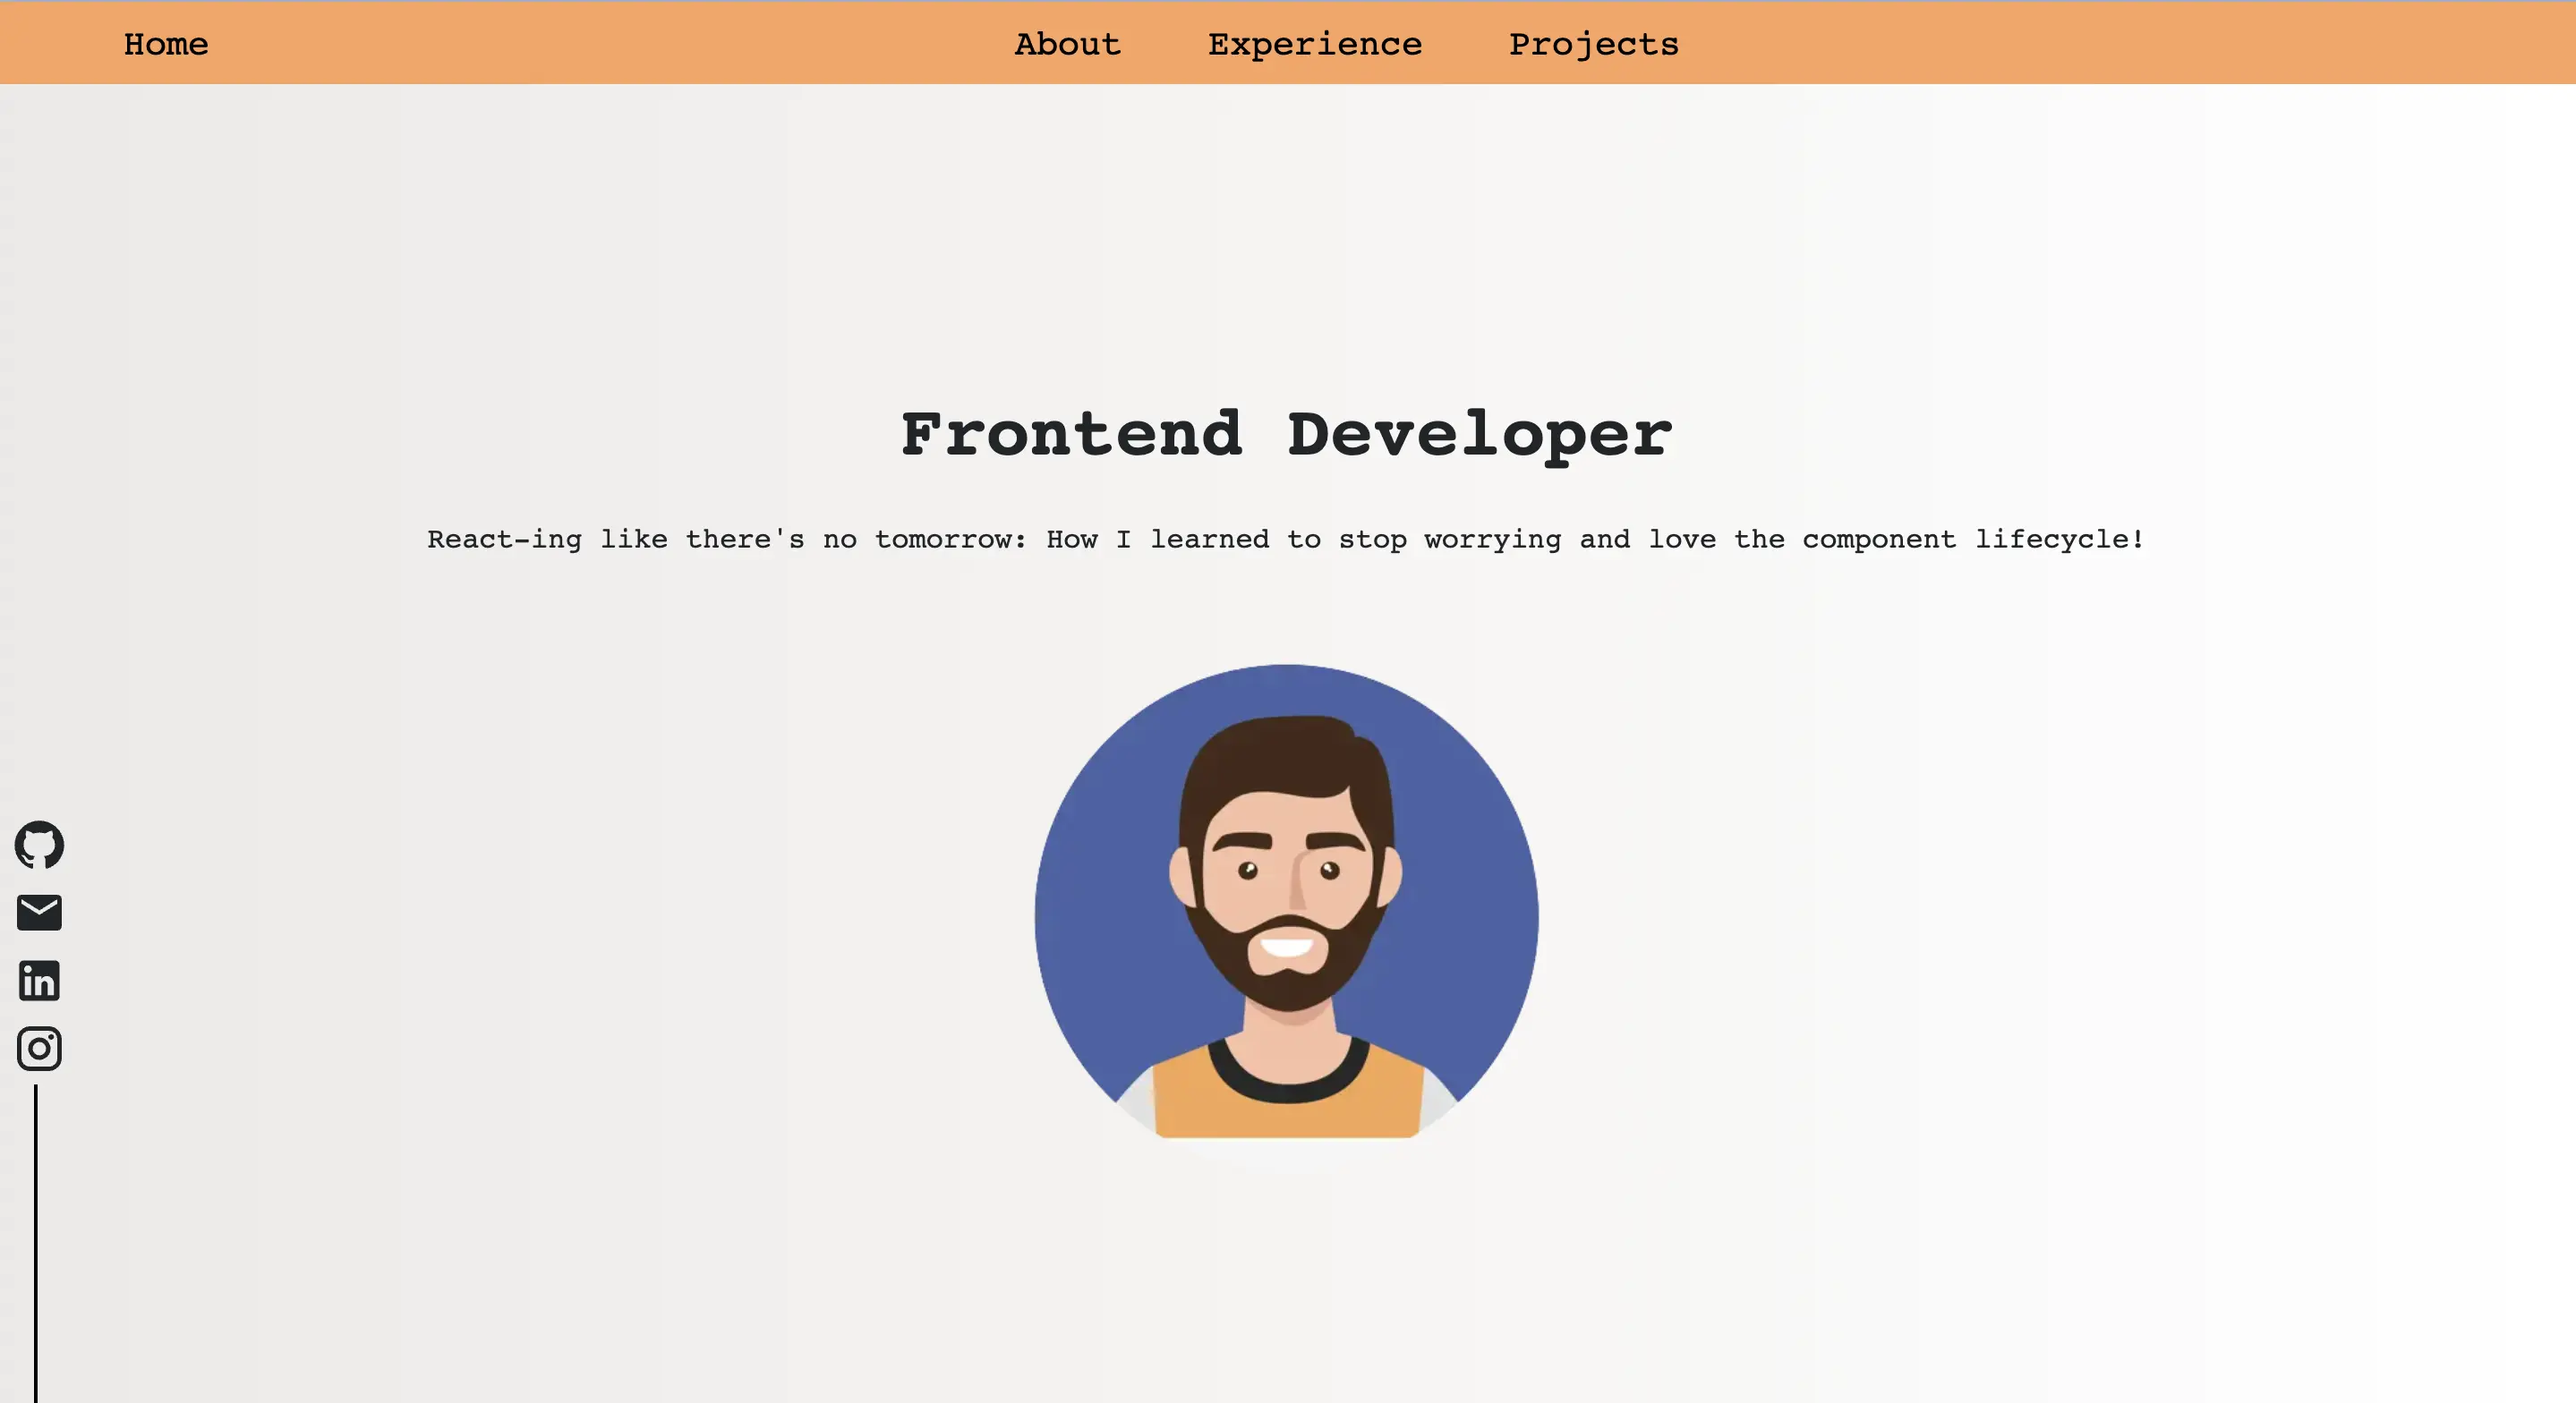 Home About Experience Projects
Frontend Developer
React-ing like there's no tomorrow: How I learned to stop worrying and love the component lifecycle!
in